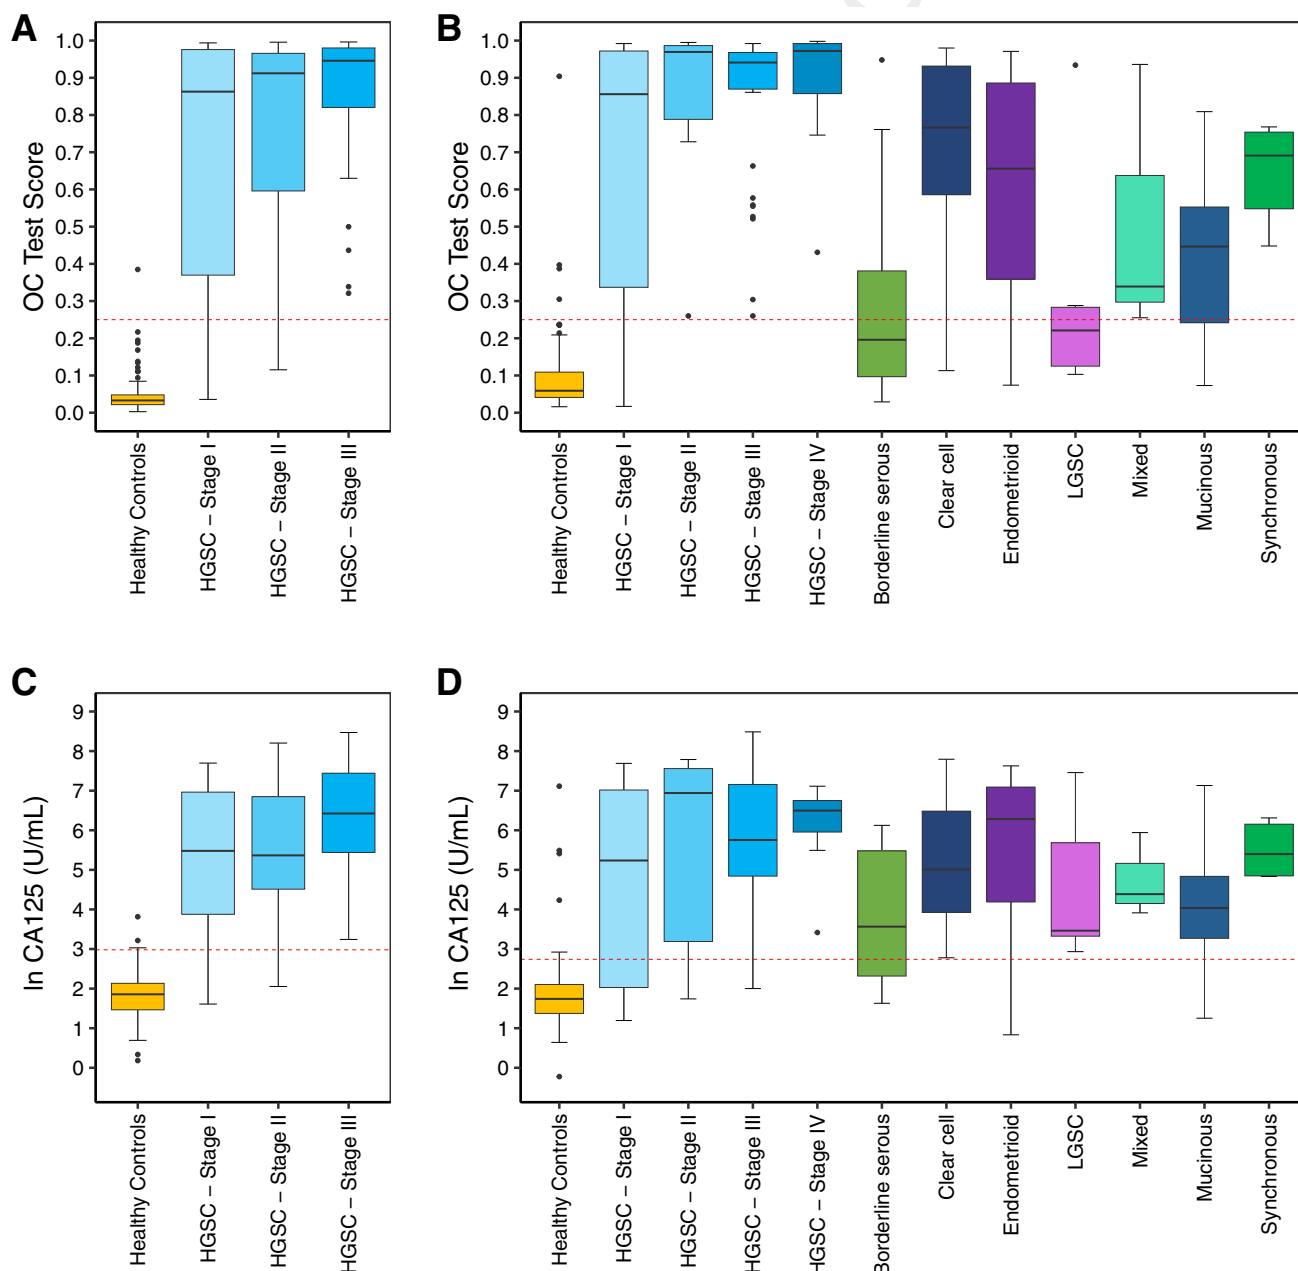 A
OC Test Score
1.0
0.9
0.8
0.7
0.6
0.5
0.4
0.3
0.2
0.1
0.0
Healthy Controls
HGSC – Stage I
HGSC – Stage II
HGSC – Stage III
B
OC Test Score
1.0
0.9
0.8
0.7
0.6
0.5
0.4
0.3
0.2
0.1
0.0
Healthy Controls
HGSC – Stage I
HGSC – Stage II
HGSC – Stage III
HGSC – Stage IV
Borderline serous
Clear cell
Endometrioid
LGSC
Mixed
Mucinous
Synchronous
C
ln CA125 (U/mL)
9
8
7
6
5
4
3
2
1
0
Healthy Controls
HGSC – Stage I
HGSC – Stage II
HGSC – Stage III
D
ln CA125 (U/mL)
9
8
7
6
5
4
3
2
1
0
Healthy Controls
HGSC – Stage I
HGSC – Stage II
HGSC – Stage III
HGSC – Stage IV
Borderline serous
Clear cell
Endometrioid
LGSC
Mixed
Mucinous
Synchronous